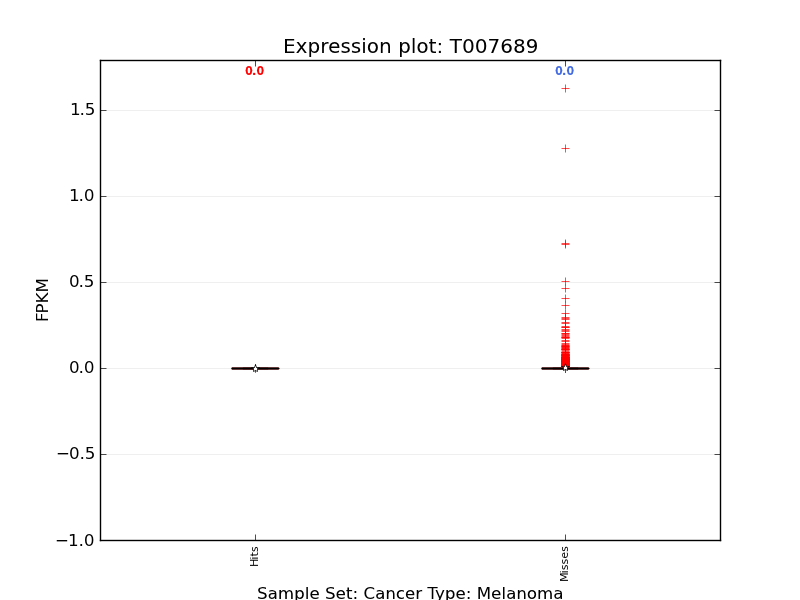 Expression plot: T007689
0.0
0.0
1.5
1.0
0.5
0.0
−0.5
−1.0
FPKM
Hits
Misses
Sample Set: Cancer Type: Melanoma